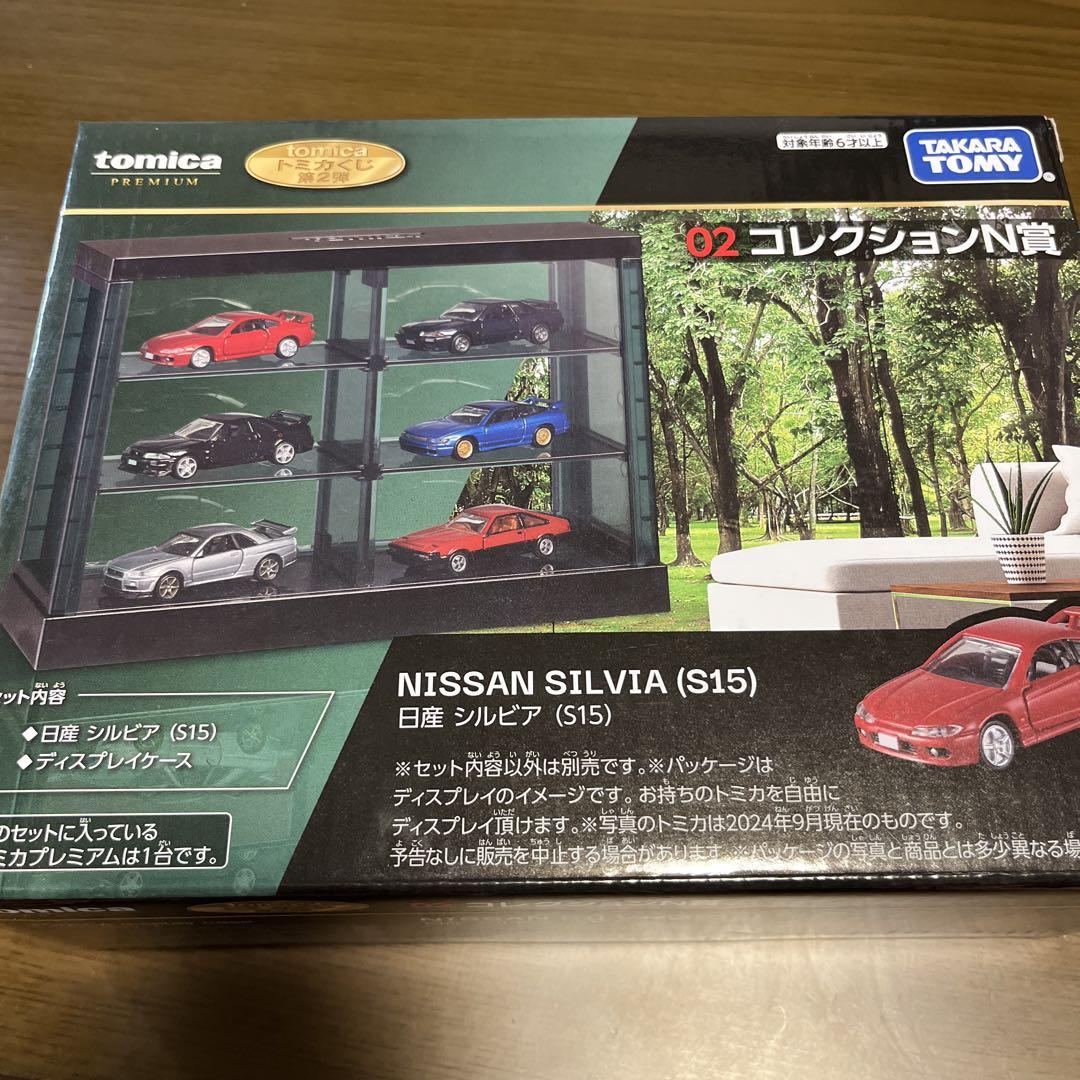 tomica
PREMIUM
tomica
トミカくじ
第2弾
対象年齢6才以上
TAKARA
TOMY
02 コレクションN賞
ット内容
◆日産 シルビア（S15）
◆ディスプレイケース
のセットに入っている
ミカプレミアムは1台です。
NISSAN SILVIA (S15)
日産 シルビア（S15）
※セット内容以外は別売です。※パッケージは
ディスプレイのイメージです。お持ちのトミカを自由に
ディスプレイ頂けます。※写真のトミカは2024年9月現在のものです。
予告なしに販売を中止する場合があります。※パッケージの写真と商品とは多少異なる場
omica
02 コレクション